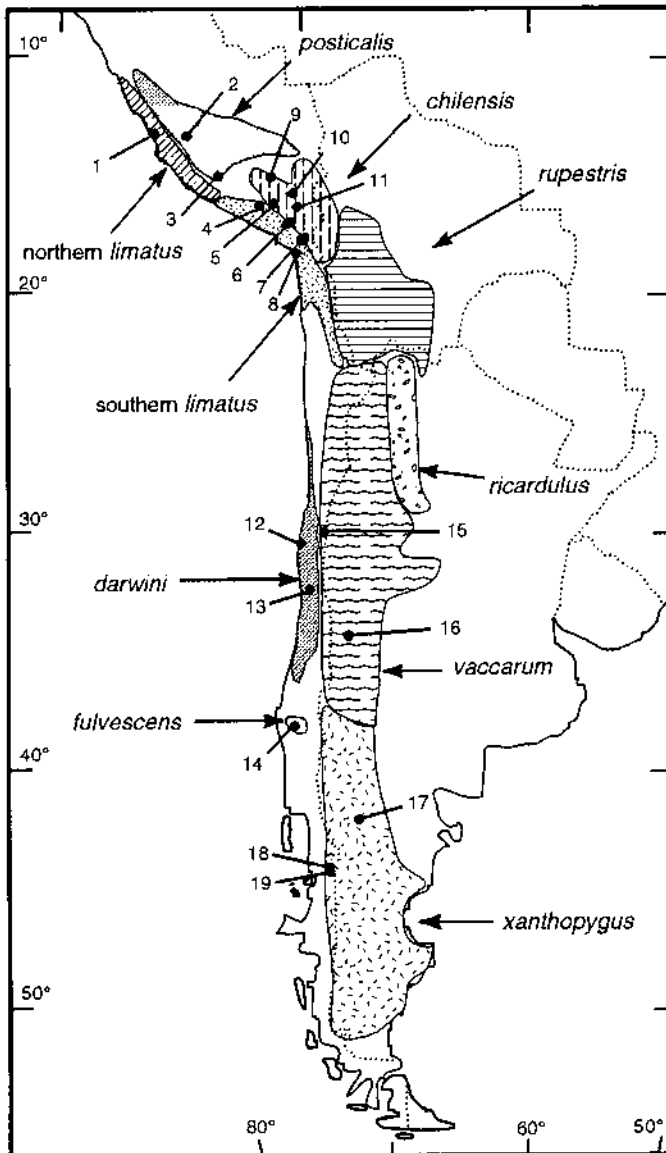 10°
posticalis
2
chilensis
9
10
1
11
rupestris
3
4
northern limatus
5
6
7
8
20°
southern limatus
ricardulus
30°
12
15
darwini
13
16
vaccarum
fulvescens
14
40°
17
18
19
xanthopygus
50°
80°
60°
50°